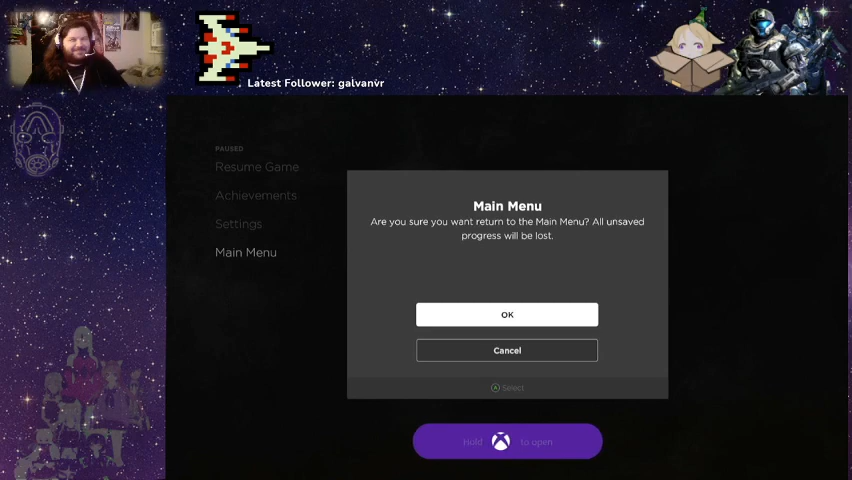 Latest Follower: galvanvr
PAUSED
Resume Game
Achievements
Settings
Main Menu
Main Menu
Are you sure you want return to the Main Menu? All unsaved
progress will be lost.
OK
Cancel
A Select
Hold to open